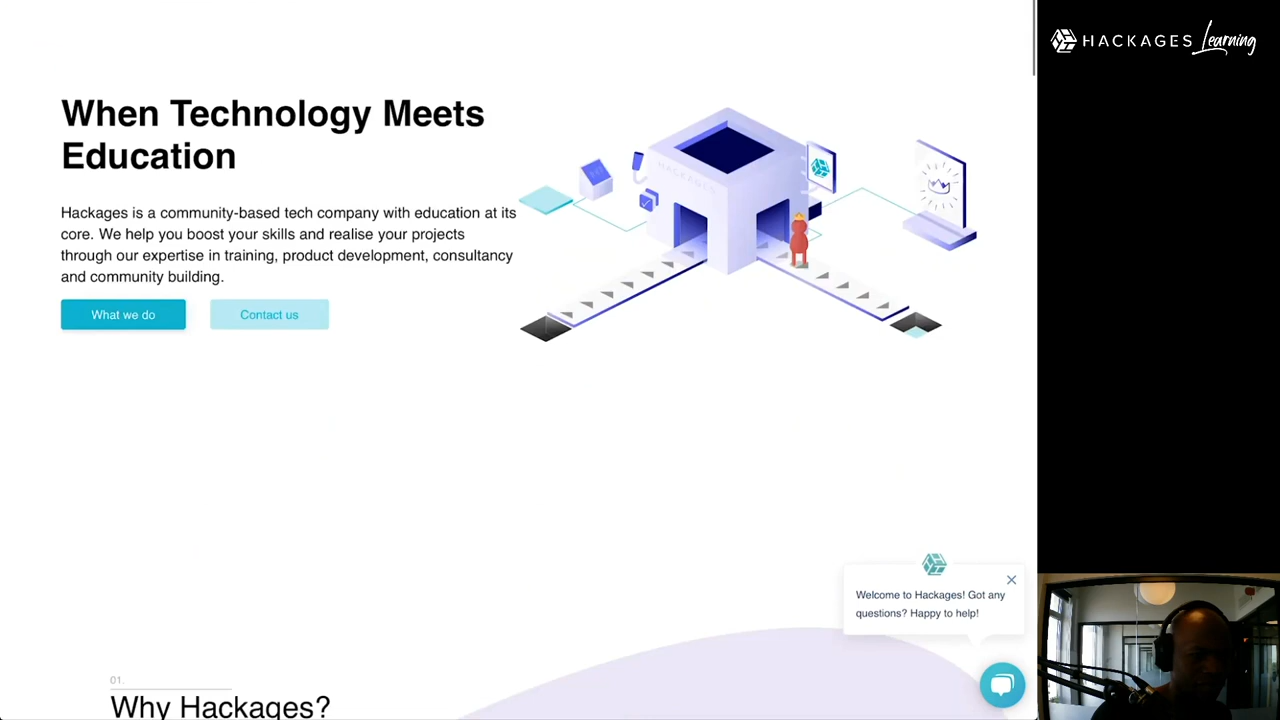 HACKAGES Learning
When Technology Meets
Education
Hackages is a community-based tech company with education at its
core. We help you boost your skills and realise your projects
through our expertise in training, product development, consultancy
and community building.
What we do
Contact us
HACKAGES
Welcome to Hackages! Got any
questions? Happy to help!
01.
Why Hackages?